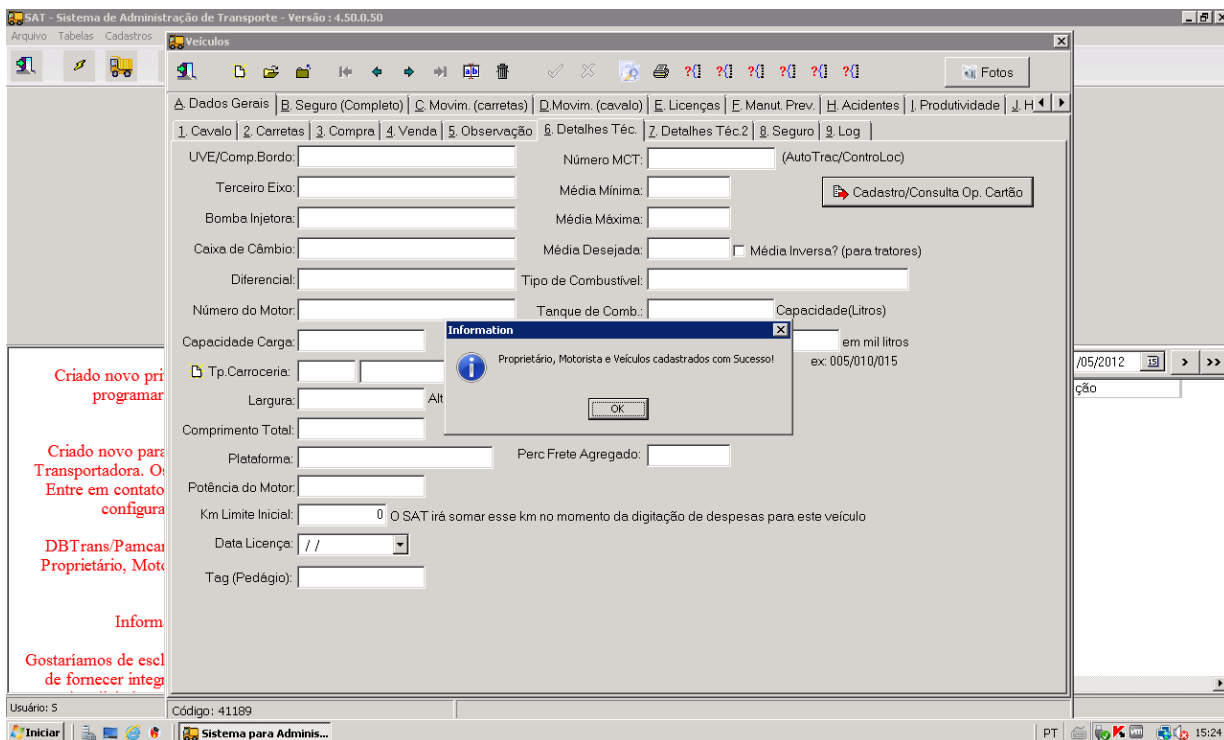 SAT - Sistema de Administração de Transporte - Versão : 4.50.0.50
Arquivo Tabelas Cadastros
Veículos
Fotos
A. Dados Gerais B. Seguro (Completo) C. Movim. (carretas) D.Movim. (cavalo) E. Licenças F. Manut. Prev. H. Acidentes I. Produtividade J. H
1. Cavalo 2. Carretas 3. Compra 4. Venda 5. Observação 6. Detalhes Téc. 7. Detalhes Téc.2 8. Seguro 9. Log
UVE/Comp.Bordo: Número MCT: (AutoTrac/ControLoc)
Terceiro Eixo: Média Mínima: Cadastro/Consulta Op. Cartão
Bomba Injetora: Média Máxima:
Caixa de Câmbio: Média Desejada: Média Inversa? (para tratores)
Diferencial: Tipo de Combustível:
Número do Motor: Tanque de Comb.: Capacidade(Litros)
Information
Capacidade Carga: em mil litros
Proprietário, Motorista e Veículos cadastrados com Sucesso!
ex: 005/010/015
Tp.Carroceria:
OK
Largura: Alt
Comprimento Total:
Plataforma: Perc Frete Agregado:
Potência do Motor:
Km Limite Inicial: 0 O SAT irá somar esse km no momento da digitação de despesas para este veículo
Data Licença: / /
Tag (Pedágio):
Criado novo pri
programar
Criado novo para
Transportadora. O
Entre em contato
configura
DBTrans/Pamcar
Proprietário, Moto
Inform
Gostaríamos de escl
de fornecer integr
/05/2012 15 > >>
ção
Usuário: S
Código: 41189
Iniciar Sistema para Adminis... PT 15:24